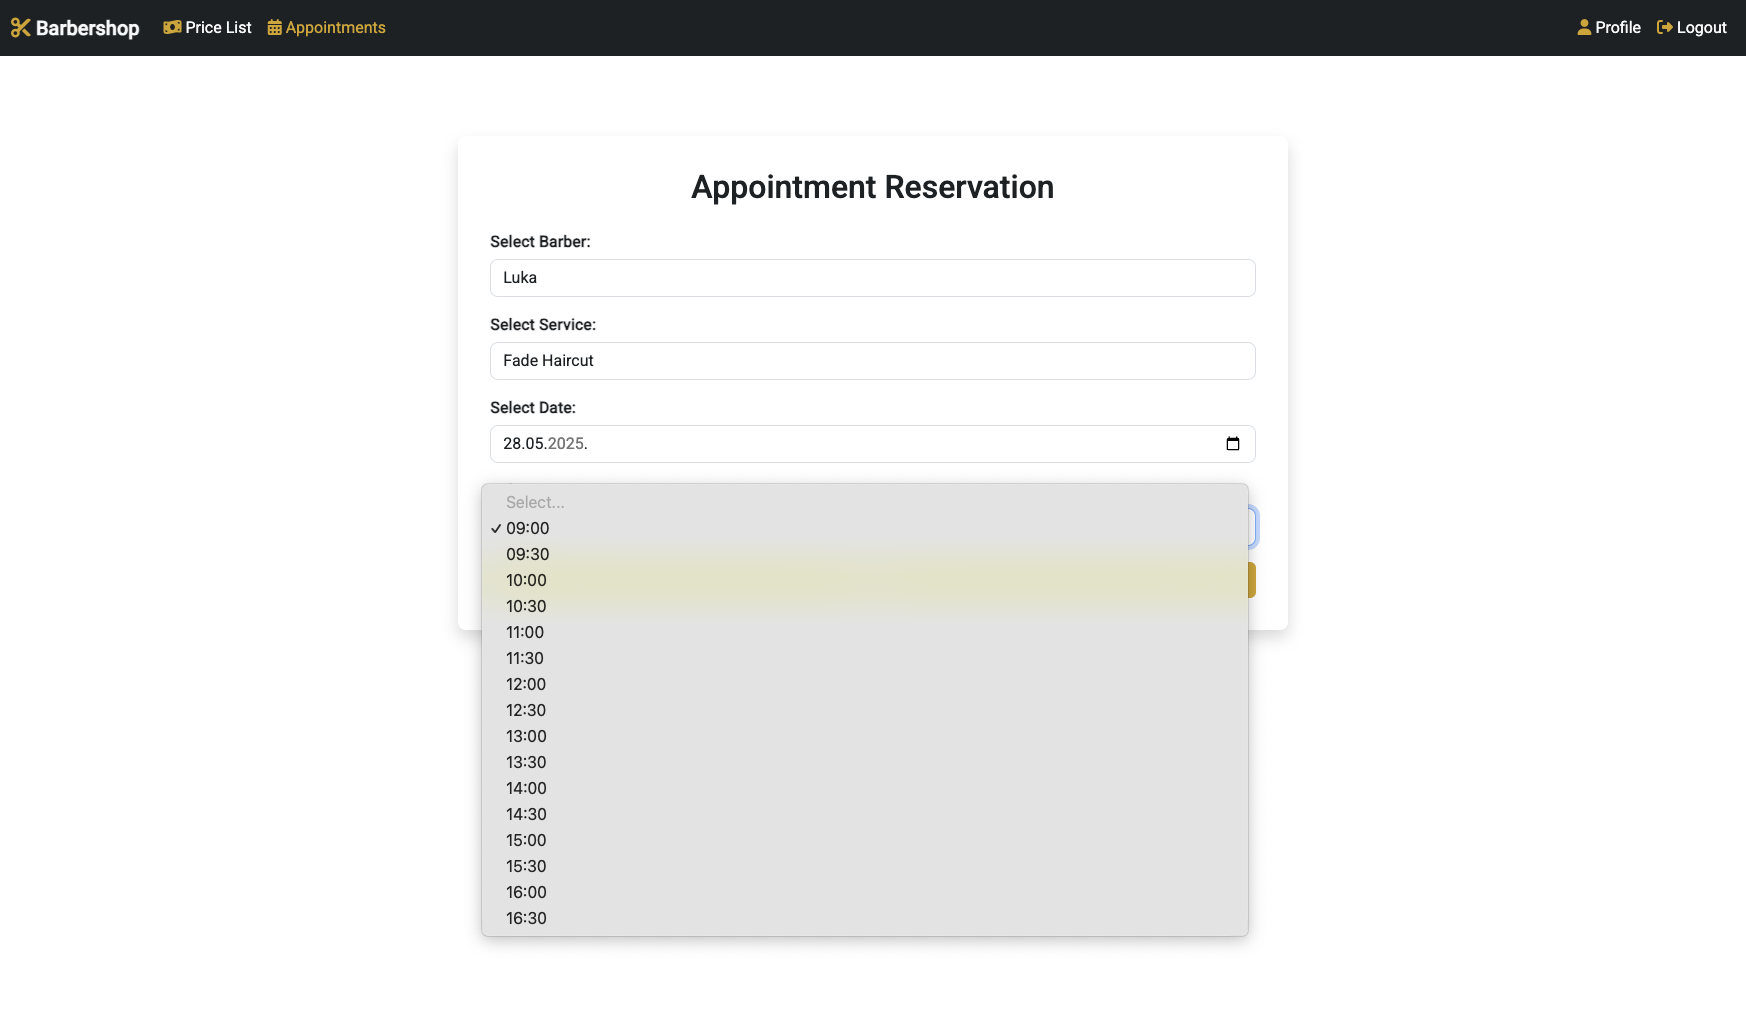 Barbershop Price List Appointments Profile Logout
Appointment Reservation
Select Barber:
Luka
Select Service:
Fade Haircut
Select Date:
28.05.2025.
Select...
09:00
09:30
10:00
10:30
11:00
11:30
12:00
12:30
13:00
13:30
14:00
14:30
15:00
15:30
16:00
16:30